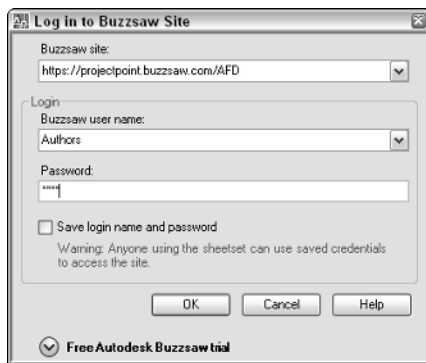 Log in to Buzzsaw Site
Buzzsaw site:
https://projectpoint.buzzsaw.com/AFD
Login
Buzzsaw user name:
Authors
Password:
*****
Save login name and password
Warning: Anyone using the sheetset can use saved credentials
to access the site.
OK Cancel Help
Free Autodesk Buzzsaw trial